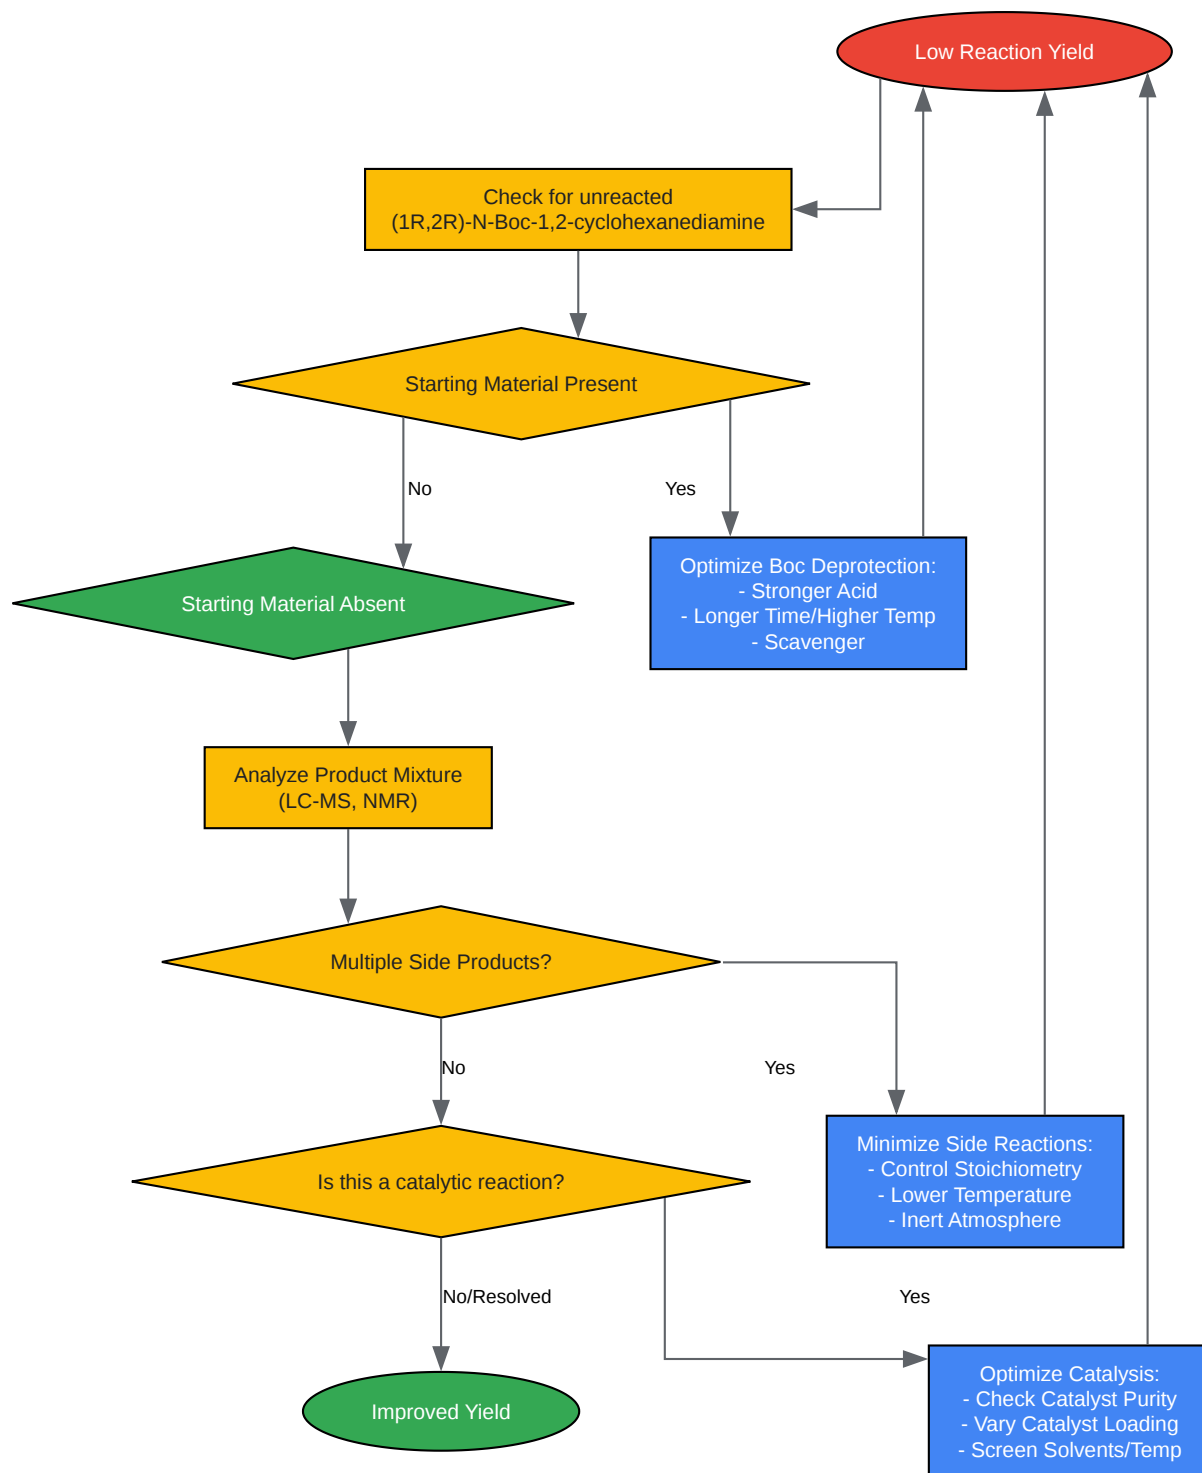 Low Reaction Yield
Check for unreacted
(1R,2R)-N-Boc-1,2-cyclohexanediamine
Starting Material Present
No
Yes
Starting Material Absent
Optimize Boc Deprotection:
- Stronger Acid
- Longer Time/Higher Temp
- Scavenger
Analyze Product Mixture
(LC-MS, NMR)
Multiple Side Products?
No
Yes
Is this a catalytic reaction?
Minimize Side Reactions:
- Control Stoichiometry
- Lower Temperature
- Inert Atmosphere
No/Resolved
Yes
Improved Yield
Optimize Catalysis:
- Check Catalyst Purity
- Vary Catalyst Loading
- Screen Solvents/Temp